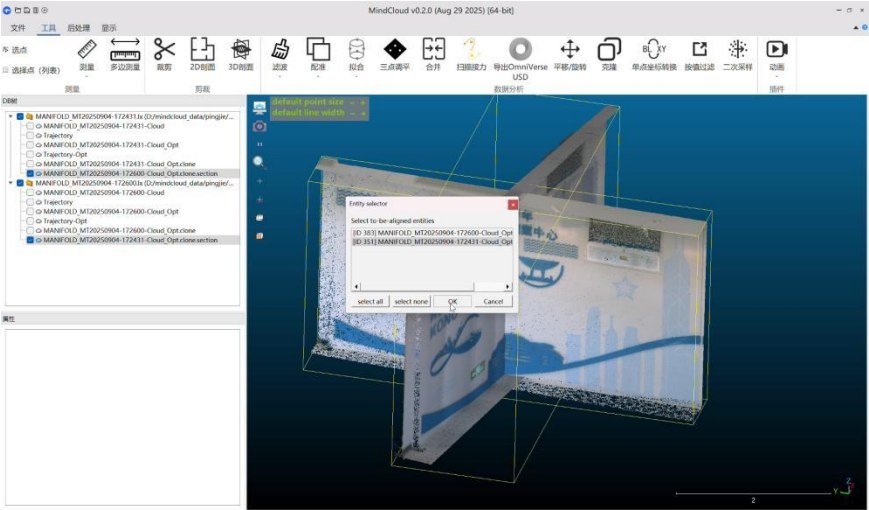 MindCloud v0.2.0 (Aug 29 2025) [64-bit]
文件 工具 后处理 显示
选点
选择点（列表）
测量 多边测量 裁剪 2D剖面 3D剖面 滤波 配准 拟合 三点调平 合并 扫描接力 导出OmniVerse USD 平移/旋转 克隆 单点坐标转换 按值过滤 二次采样 动画
测量 剪裁 数据分析 插件
DB树
MANIFOLD_MT20250904-172431.lx (D:/mindcloud_data/pingjie/...
MANIFOLD_MT20250904-172431-Cloud
Trajectory
MANIFOLD_MT20250904-172431-Cloud_Opt
Trajectory-Opt
MANIFOLD_MT20250904-172431-Cloud_Opt.clone
MANIFOLD_MT20250904-172600-Cloud_Opt.clone.section
MANIFOLD_MT20250904-172600.lx (D:/mindcloud_data/pingjie/...
MANIFOLD_MT20250904-172600-Cloud
Trajectory
MANIFOLD_MT20250904-172600-Cloud_Opt
Trajectory-Opt
MANIFOLD_MT20250904-172600-Cloud_Opt.clone
MANIFOLD_MT20250904-172431-Cloud_Opt.clone.section
属性
default point size - +
default line width - +
Entity selector
Select to-be-aligned entities
[ID 383] MANIFOLD_MT20250904-172600-Cloud_Opt
[ID 351] MANIFOLD_MT20250904-172431-Cloud_Opt
select all select none OK Cancel
年
中心
KONG
Z
Y
2